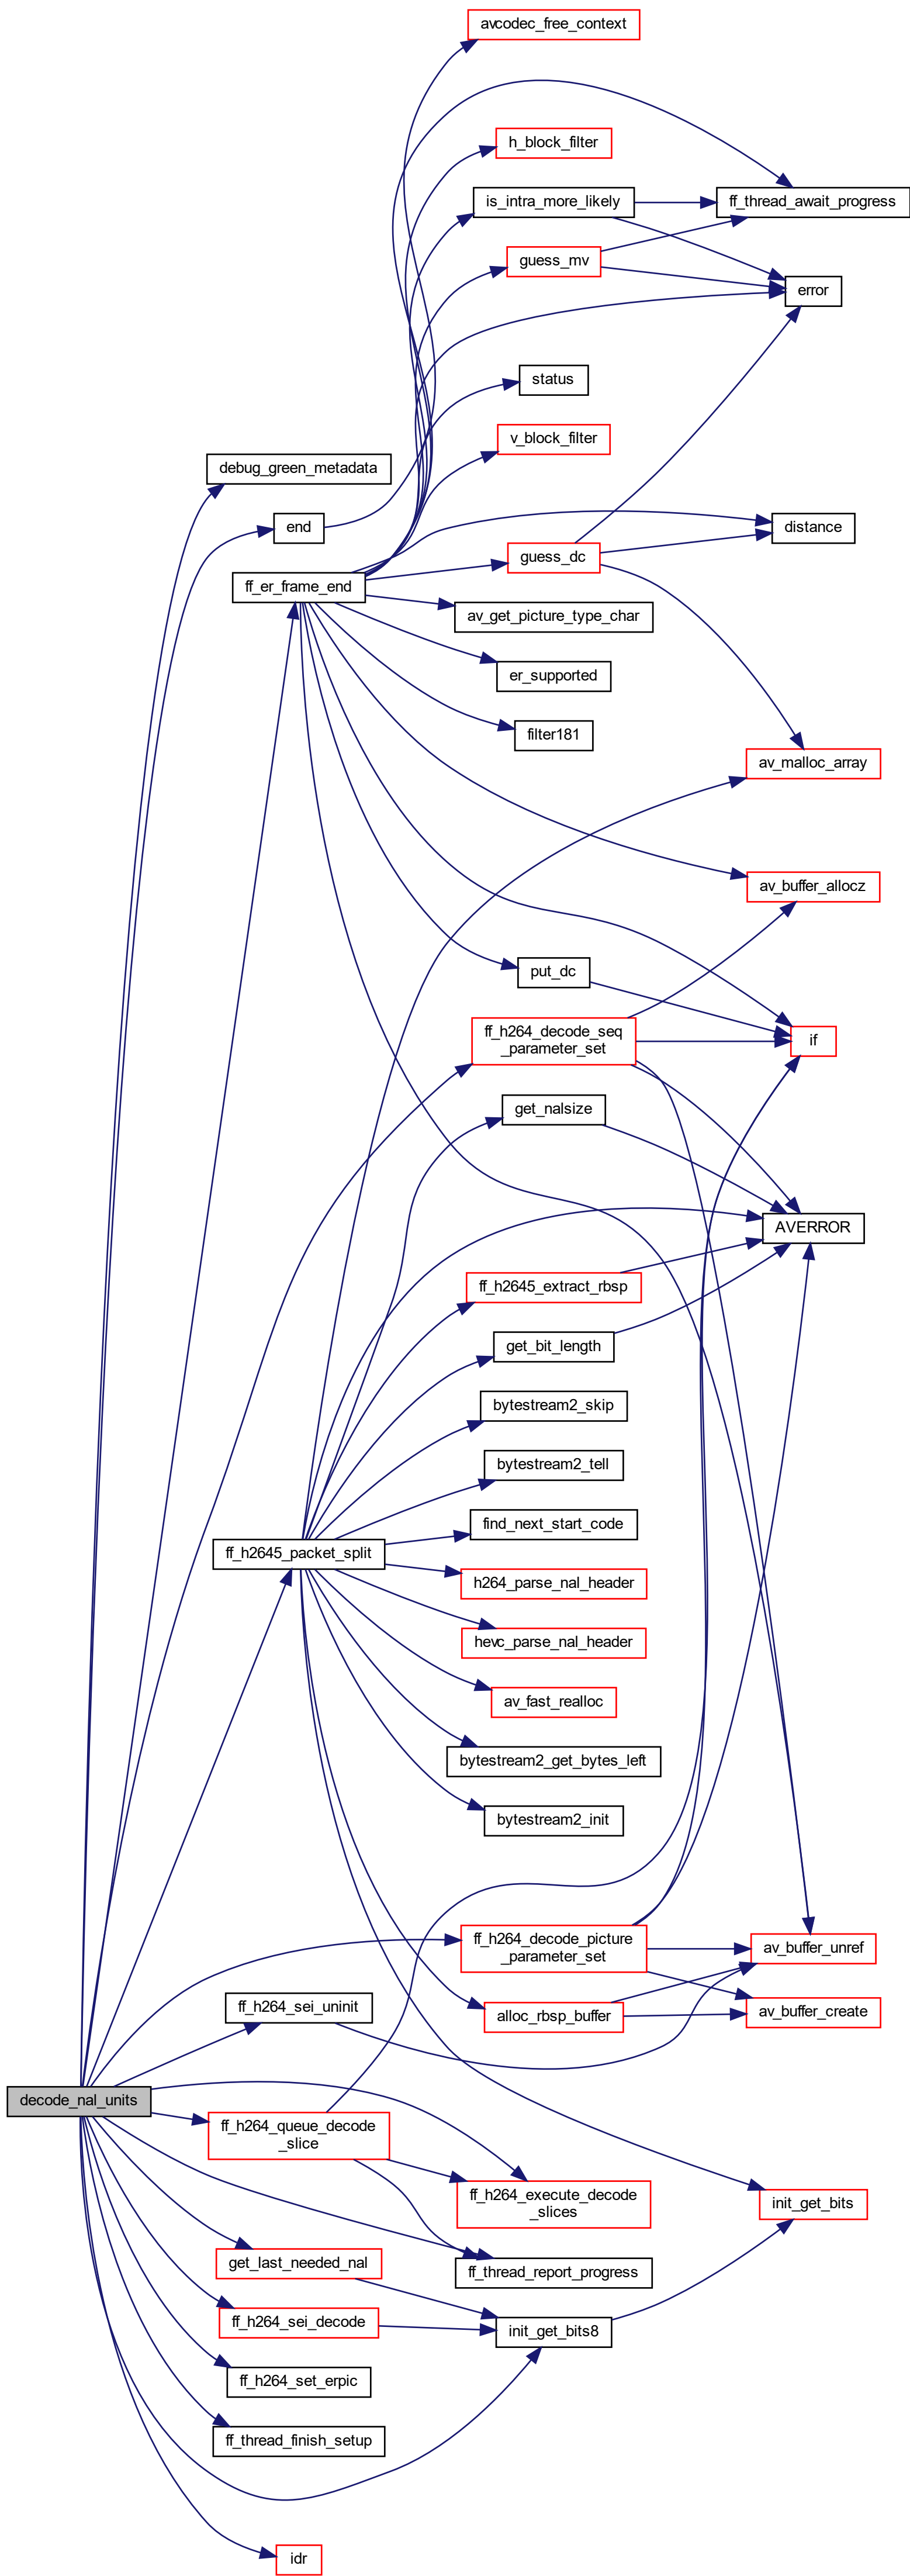 avcodec_free_context
h_block_filter
is_intra_more_likely
ff_thread_await_progress
guess_mv
error
status
v_block_filter
debug_green_metadata
end
distance
guess_dc
ff_er_frame_end
av_get_picture_type_char
er_supported
filter181
av_malloc_array
av_buffer_allocz
put_dc
ff_h264_decode_seq
_parameter_set
if
get_nalsize
AVERROR
ff_h2645_extract_rbsp
get_bit_length
bytestream2_skip
bytestream2_tell
find_next_start_code
ff_h2645_packet_split
h264_parse_nal_header
hevc_parse_nal_header
av_fast_realloc
bytestream2_get_bytes_left
bytestream2_init
ff_h264_decode_picture
_parameter_set
av_buffer_unref
ff_h264_sei_uninit
alloc_rbsp_buffer
av_buffer_create
decode_nal_units
ff_h264_queue_decode
_slice
ff_h264_execute_decode
_slices
init_get_bits
get_last_needed_nal
ff_thread_report_progress
ff_h264_sei_decode
init_get_bits8
ff_h264_set_erpic
ff_thread_finish_setup
idr